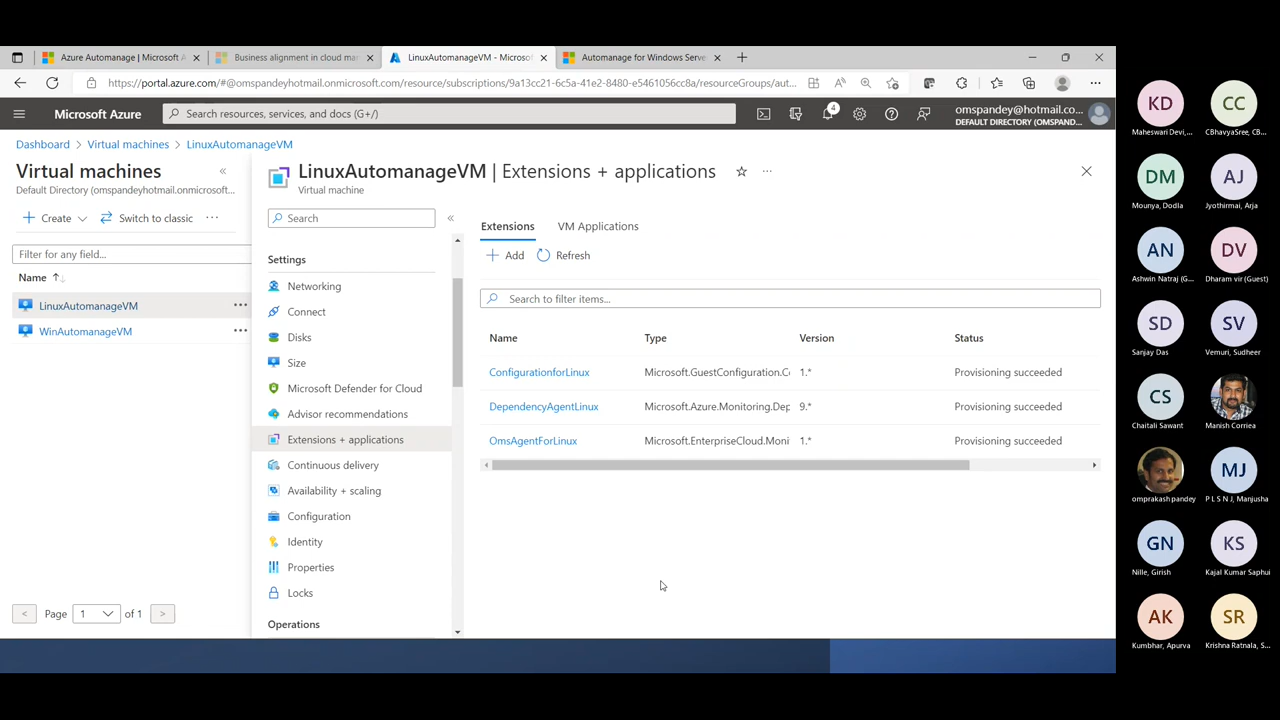 Azure Automanage | Microsoft A
Business alignment in cloud ma
LinuxAutomanageVM - Microso
Automanage for Windows Serve
https://portal.azure.com/#@omspandeyhotmail.onmicrosoft.com/resource/subscriptions/9a13cc21-6c5a-41e2-8480-e5461056cc8a/resourceGroups/aut...
Microsoft Azure
Search resources, services, and docs (G+/)
4
omspandey@hotmail.co...
DEFAULT DIRECTORY (OMSPAND...
Dashboard > Virtual machines > LinuxAutomanageVM
Virtual machines
Default Directory (omspandeyhotmail.onmicrosoft...
Create
Switch to classic
Filter for any field...
Name
LinuxAutomanageVM
WinAutomanageVM
Page 1 of 1
LinuxAutomanageVM | Extensions + applications
Virtual machine
Search
Settings
Networking
Connect
Disks
Size
Microsoft Defender for Cloud
Advisor recommendations
Extensions + applications
Continuous delivery
Availability + scaling
Configuration
Identity
Properties
Locks
Operations
Extensions VM Applications
Add Refresh
Search to filter items...
Name Type Version Status
ConfigurationforLinux Microsoft.GuestConfiguration.Co 1.* Provisioning succeeded
DependencyAgentLinux Microsoft.Azure.Monitoring.Dep 9.* Provisioning succeeded
OmsAgentForLinux Microsoft.EnterpriseCloud.Moni 1.* Provisioning succeeded
KD CC
Maheswari Devi,... CBhavyaSree, CB...
DM AJ
Mounya, Dodla Jyothirmai, Arja
AN DV
Ashwin Natraj (G... Dharam vir (Guest)
SD SV
Sanjay Das Vemuri, Sudheer
CS
Chaitali Sawant Manish Corriea
MJ
omprakash pandey P L S N J, Manjusha
GN KS
Nille, Girish Kajal Kumar Saphui
AK SR
Kumbhar, Apurva Krishna Ratnala, S...